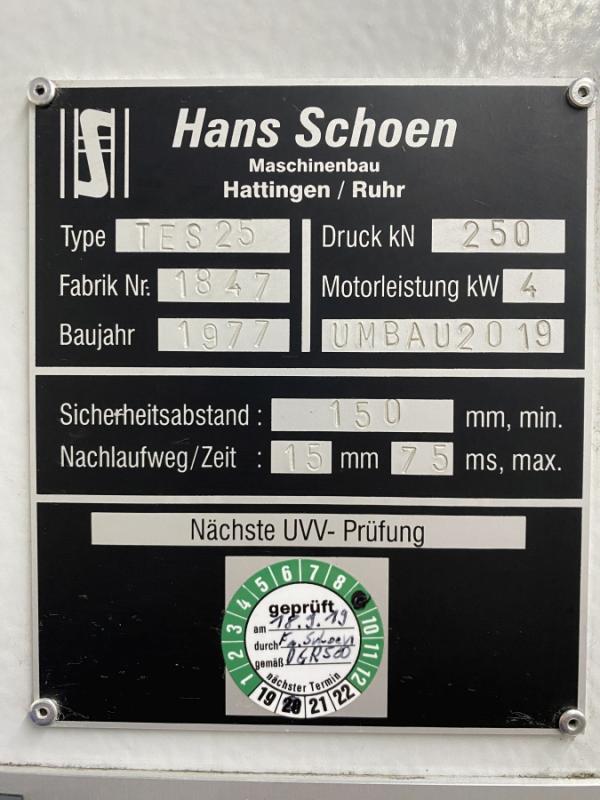 Hans Schoen
Maschinenbau
Hattingen / Ruhr
Type TES25
Druck kN 250
Fabrik Nr. 1847
Motorleistung kW 4
Baujahr 1977
UMBAU2019
Sicherheitsabstand : 150 mm, min.
Nachlaufweg/Zeit : 15 mm 75 ms, max.
Nächste UVV- Prüfung
1 2 3 4 5 6 7 8 10 11 12
geprüft
am 18.9.19
durch Fa. Schoen
gemäß
nächster Termin
19 20 21 22